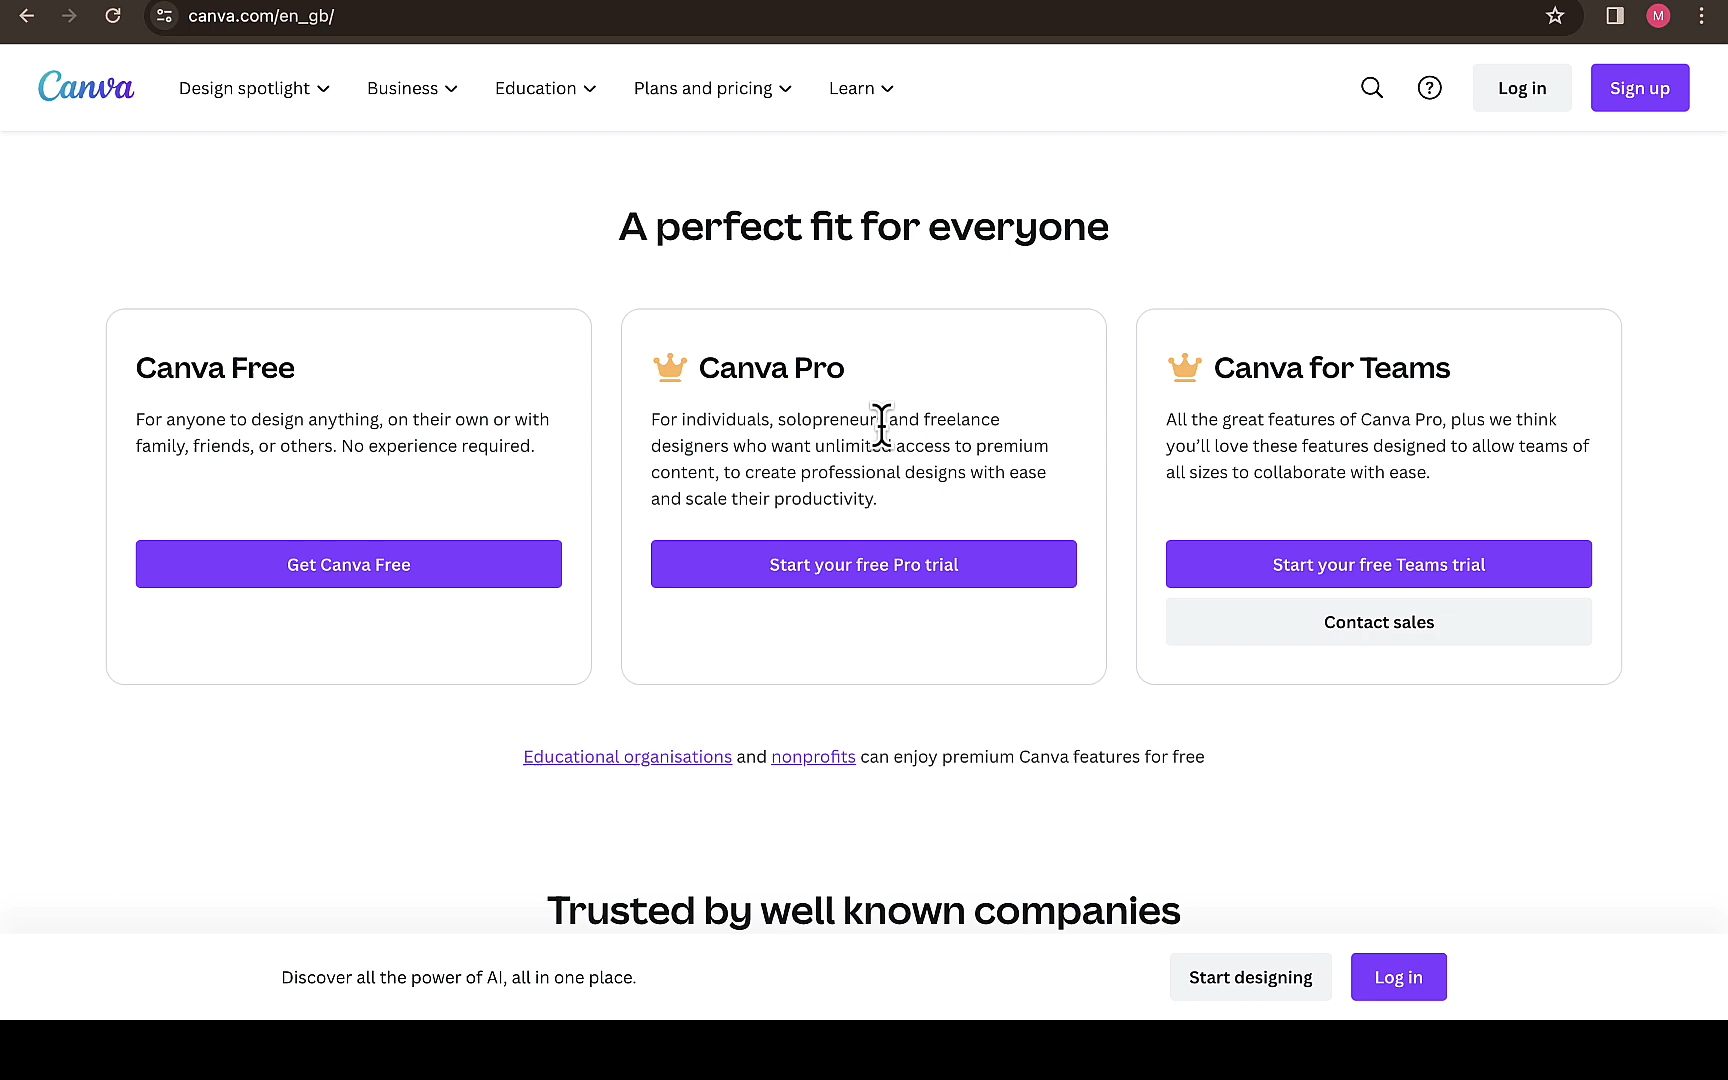 canva.com/en_gb/
M
Canva
Design spotlight
Business
Education
Plans and pricing
Learn
?
Log in
Sign up
A perfect fit for everyone
Canva Free
For anyone to design anything, on their own or with
family, friends, or others. No experience required.
Get Canva Free
Canva Pro
For individuals, solopreneurs and freelance
designers who want unlimited access to premium
content, to create professional designs with ease
and scale their productivity.
Start your free Pro trial
Canva for Teams
All the great features of Canva Pro, plus we think
you’ll love these features designed to allow teams of
all sizes to collaborate with ease.
Start your free Teams trial
Contact sales
Educational organisations and nonprofits can enjoy premium Canva features for free
Trusted by well known companies
Discover all the power of AI, all in one place.
Start designing
Log in